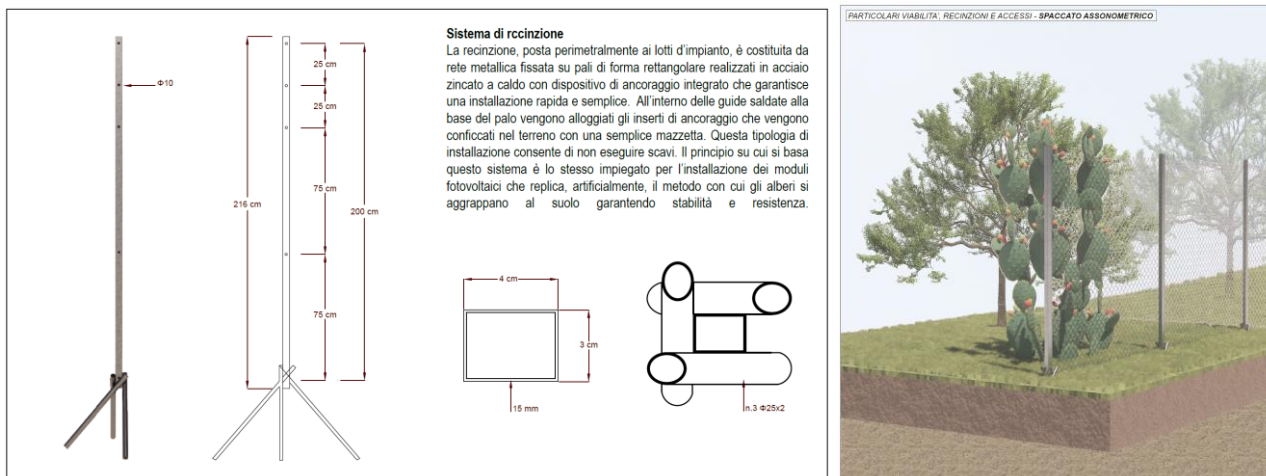 Sistema di rccinzione
La recinzione, posta perimetralmente ai lotti d'impianto, é costituita da
rete metallica fissata su pali di forma rettangolare realizzati in acciaio
zincato a caldo con dispositivo di ancoraggio integrato che garantisce
una installazione rapida e semplice. All'interno delle guide saldate alla
base del palo vengono alloggiati gli inserti di ancoraggio che vengono
conficcati nel terreno con una semplice mazzetta. Questa tipologia di
installazione consente di non eseguire scavi. Il principio su cui si basa
questo sistema è lo stesso impiegato per l'installazione dei moduli
fotovoltaici che replica, artificialmente, il metodo con cui gli alberi si
aggrappano al suolo garantendo stabilità e resistenza.
Φ10
216 cm
25 cm
25 cm
75 cm
75 cm
200 cm
4 cm
3 cm
15 mm
n.3 Φ25x2
PARTICOLARI VIABILITA', RECINZIONI E ACCESSI - SPACCATO ASSONOMETRICO